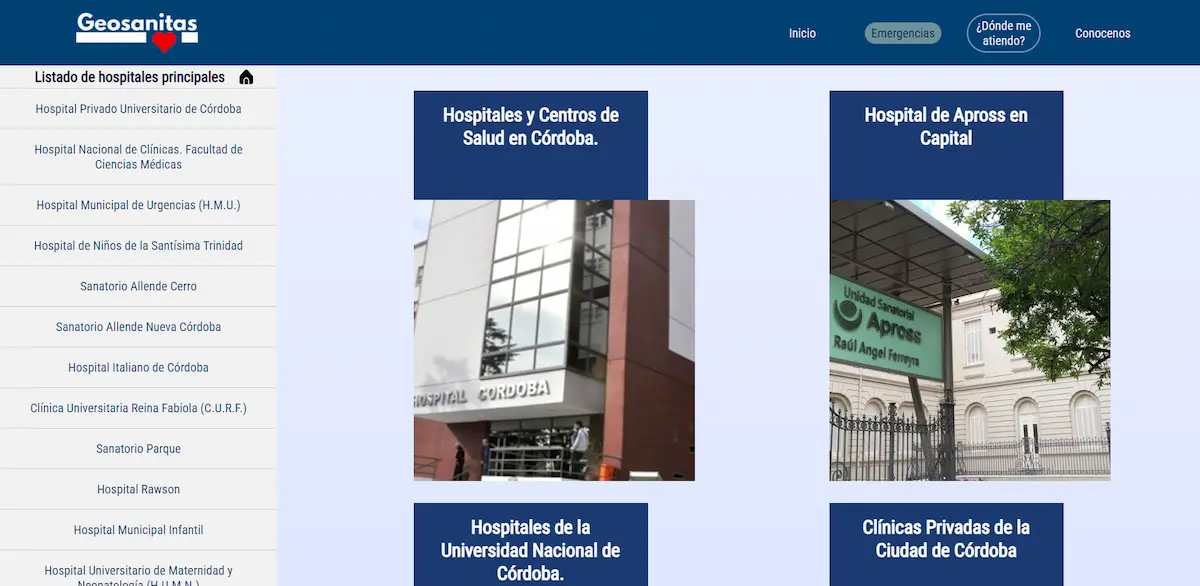 Geosanitas
Inicio
Emergencias
¿Dónde me
atiendo?
Conocenos
Listado de hospitales principales
Hospital Privado Universitario de Córdoba
Hospital Nacional de Clínicas. Facultad de
Ciencias Médicas
Hospital Municipal de Urgencias (H.M.U.)
Hospital de Niños de la Santísima Trinidad
Sanatorio Allende Cerro
Sanatorio Allende Nueva Córdoba
Hospital Italiano de Córdoba
Clínica Universitaria Reina Fabiola (C.U.R.F.)
Sanatorio Parque
Hospital Rawson
Hospital Municipal Infantil
Hospital Universitario de Maternidad y
Neonatología (H.U.M.N.)
Hospitales y Centros de
Salud en Córdoba.
HOSPITAL CORDOBA
Hospital de Apross en
Capital
Unidad Sanatorial
Apross
Raúl Angel Ferreyra
Hospitales de la
Universidad Nacional de
Córdoba.
Clínicas Privadas de la
Ciudad de Córdoba